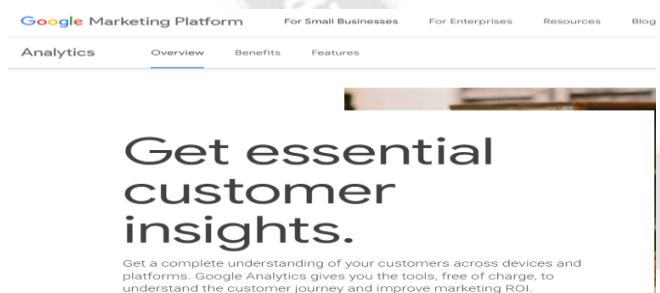 Google Marketing Platform For Small Businesses For Enterprises Resources Blog
Analytics Overview Benefits Features
Get essential
customer
insights.
Get a complete understanding of your customers across devices and
platforms. Google Analytics gives you the tools, free of charge, to
understand the customer journey and improve marketing ROI.